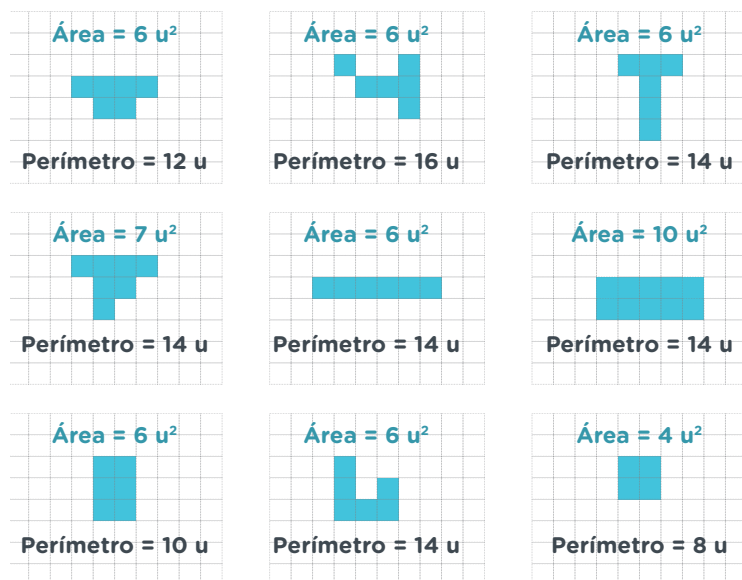 Área = 6 u²
Perímetro = 12 u
Área = 6 u²
Perímetro = 16 u
Área = 6 u²
Perímetro = 14 u
Área = 7 u²
Perímetro = 14 u
Área = 6 u²
Perímetro = 14 u
Área = 10 u²
Perímetro = 14 u
Área = 6 u²
Perímetro = 10 u
Área = 6 u²
Perímetro = 14 u
Área = 4 u²
Perímetro = 8 u